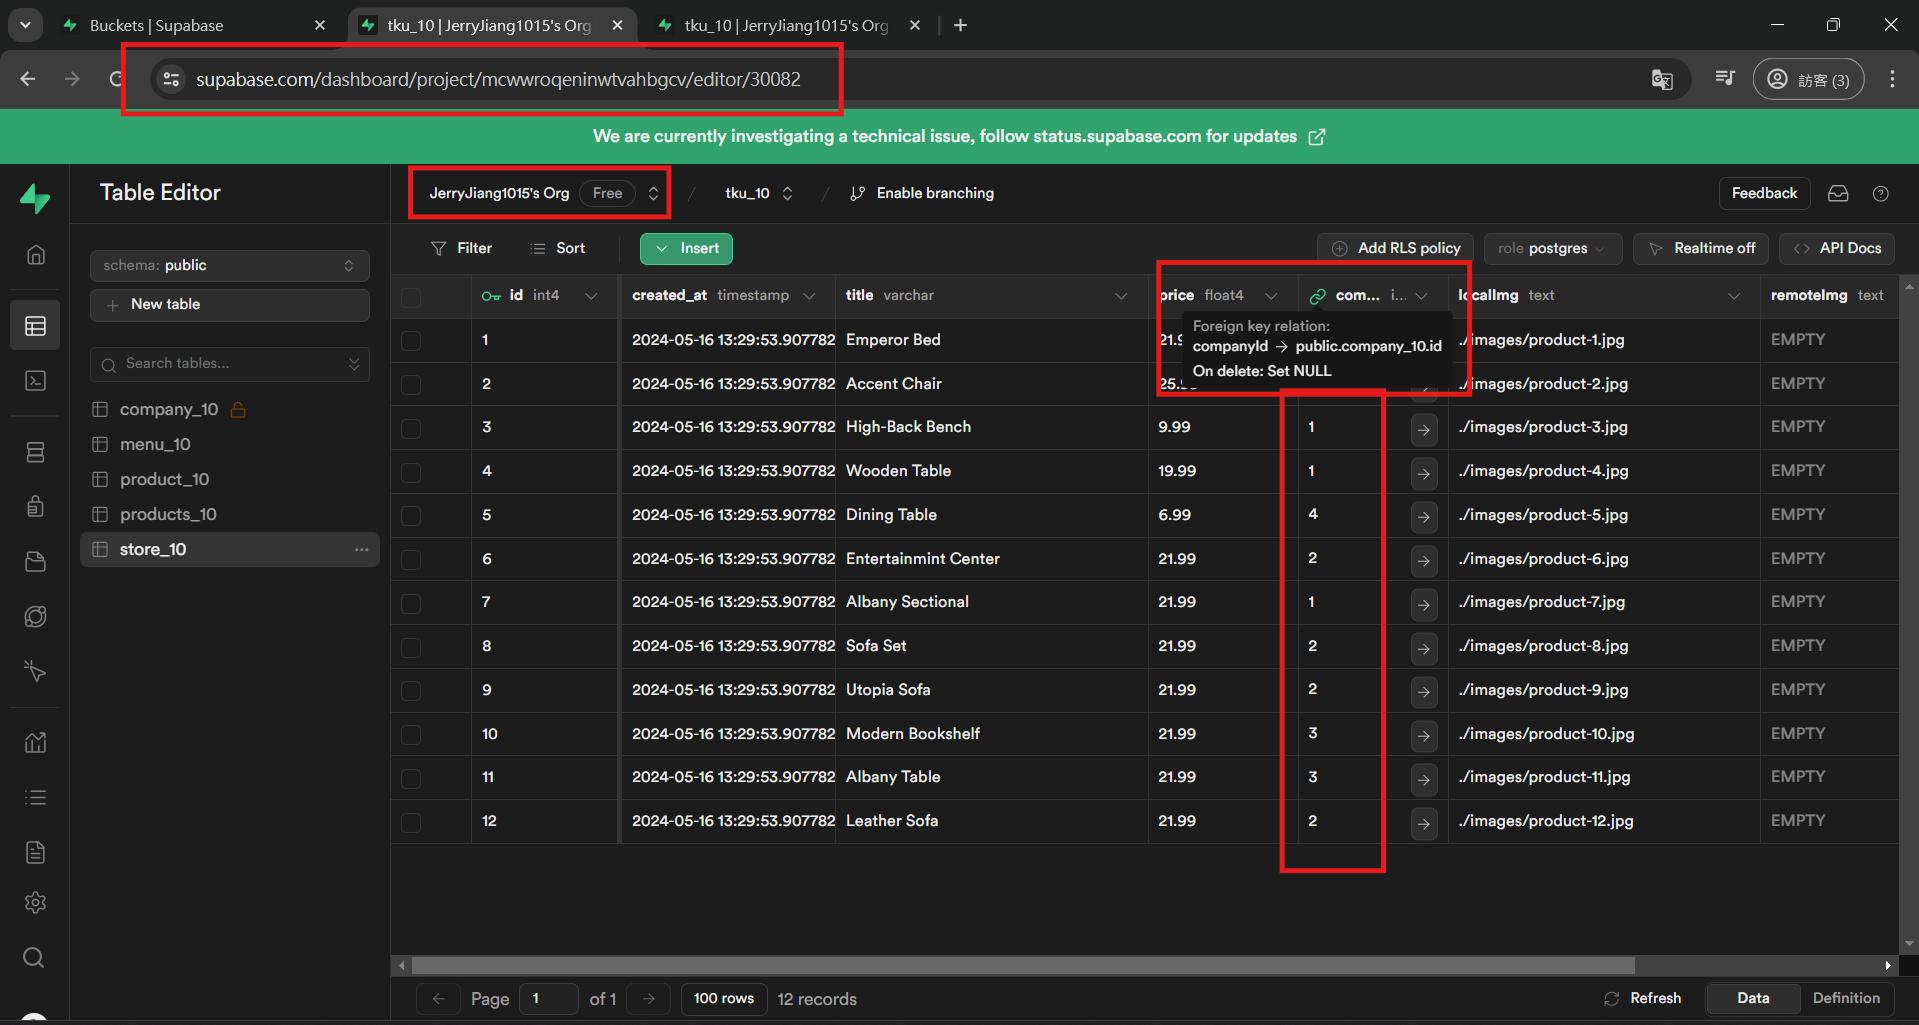 Buckets | Supabase
tku_10 | JerryJiang1015's Org
tku_10 | JerryJiang1015's Org
supabase.com/dashboard/project/mcwwroqeninwtvahbgcv/editor/30082
訪客 (3)
We are currently investigating a technical issue, follow status.supabase.com for updates
Table Editor
JerryJiang1015's Org Free / tku_10 / Enable branching
Feedback
schema: public
New table
Search tables...
company_10
menu_10
product_10
products_10
store_10
Filter Sort Insert
Add RLS policy role postgres Realtime off API Docs
id int4 created_at timestamp title varchar price float4 com... i... localImg text remoteImg text
Foreign key relation:
companyId → public.company_10.id
On delete: Set NULL
1 2024-05-16 13:29:53.907782 Emperor Bed ./images/product-1.jpg EMPTY
2 2024-05-16 13:29:53.907782 Accent Chair ./images/product-2.jpg EMPTY
3 2024-05-16 13:29:53.907782 High-Back Bench 9.99 1 ./images/product-3.jpg EMPTY
4 2024-05-16 13:29:53.907782 Wooden Table 19.99 1 ./images/product-4.jpg EMPTY
5 2024-05-16 13:29:53.907782 Dining Table 6.99 4 ./images/product-5.jpg EMPTY
6 2024-05-16 13:29:53.907782 Entertainmint Center 21.99 2 ./images/product-6.jpg EMPTY
7 2024-05-16 13:29:53.907782 Albany Sectional 21.99 1 ./images/product-7.jpg EMPTY
8 2024-05-16 13:29:53.907782 Sofa Set 21.99 2 ./images/product-8.jpg EMPTY
9 2024-05-16 13:29:53.907782 Utopia Sofa 21.99 2 ./images/product-9.jpg EMPTY
10 2024-05-16 13:29:53.907782 Modern Bookshelf 21.99 3 ./images/product-10.jpg EMPTY
11 2024-05-16 13:29:53.907782 Albany Table 21.99 3 ./images/product-11.jpg EMPTY
12 2024-05-16 13:29:53.907782 Leather Sofa 21.99 2 ./images/product-12.jpg EMPTY
Page 1 of 1 100 rows 12 records
Refresh Data Definition